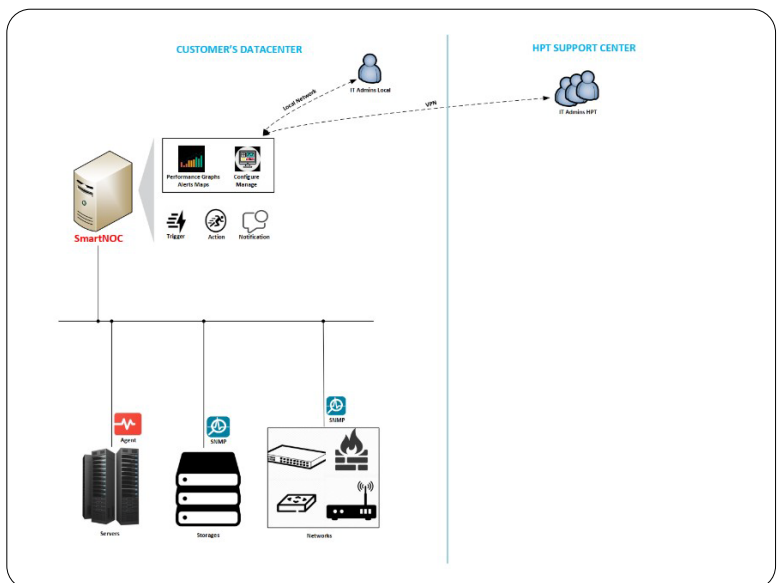 CUSTOMER'S DATACENTER
HPT SUPPORT CENTER
IT Admins Local
Local Network
VPN
IT Admins HPT
Performance Graphs
Alerts Maps
Configure
Manage
SmartNOC
Trigger
Action
Notification
Agent
SNMP
SNMP
Servers
Storages
Networks